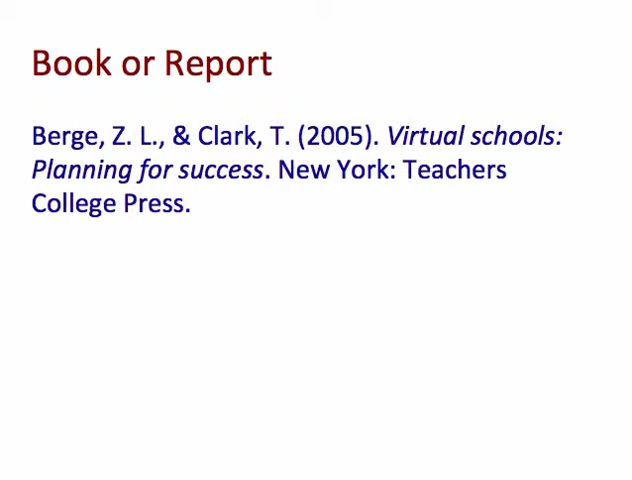 Book or Report
Berge, Z. L., & Clark, T. (2005). Virtual schools:
Planning for success. New York: Teachers
College Press.